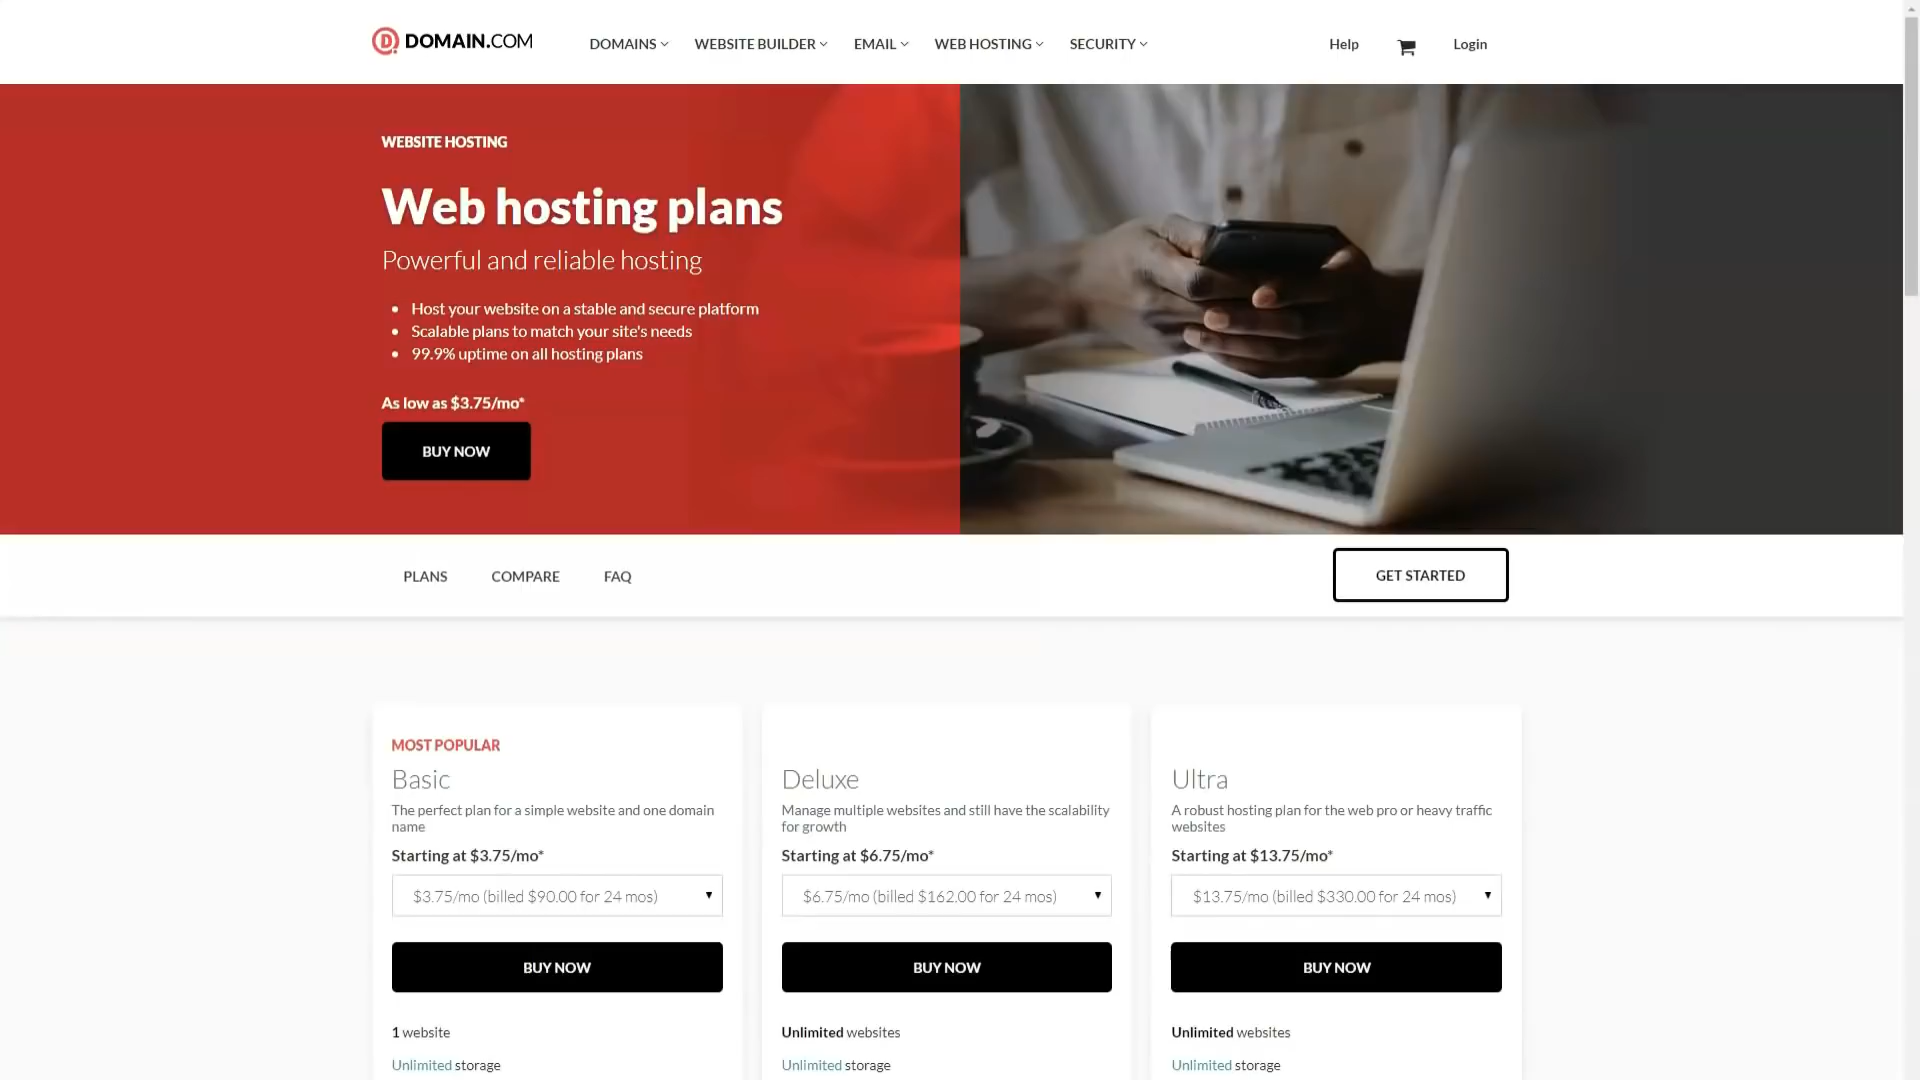 DOMAIN.COM
DOMAINS
WEBSITE BUILDER
EMAIL
WEB HOSTING
SECURITY
Help
Login
WEBSITE HOSTING
Web hosting plans
Powerful and reliable hosting
• Host your website on a stable and secure platform
• Scalable plans to match your site's needs
• 99.9% uptime on all hosting plans
As low as $3.75/mo*
BUY NOW
PLANS
COMPARE
FAQ
GET STARTED
MOST POPULAR
Basic
The perfect plan for a simple website and one domain
name
Starting at $3.75/mo*
$3.75/mo (billed $90.00 for 24 mos)
BUY NOW
1 website
Unlimited storage
Deluxe
Manage multiple websites and still have the scalability
for growth
Starting at $6.75/mo*
$6.75/mo (billed $162.00 for 24 mos)
BUY NOW
Unlimited websites
Unlimited storage
Ultra
A robust hosting plan for the web pro or heavy traffic
websites
Starting at $13.75/mo*
$13.75/mo (billed $330.00 for 24 mos)
BUY NOW
Unlimited websites
Unlimited storage